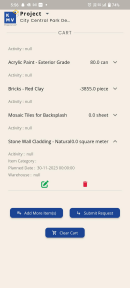 KMV
Project
City Central Park De...
CART
Activity : null
Acrylic Paint - Exterior Grade 90.0 can
Activity : null
Bricks - Red Clay -3855.0 piece
Activity : null
Mosaic Tiles for Backsplash 0.0 sheet
Activity : null
Stone Wall Cladding - Natural 0.0 square meter
Activity : null
Item Category :
Planned Date : 30-11-2025 00:00:00
Warehouse : null
Add More Item(s)
Submit Request
Clear Cart